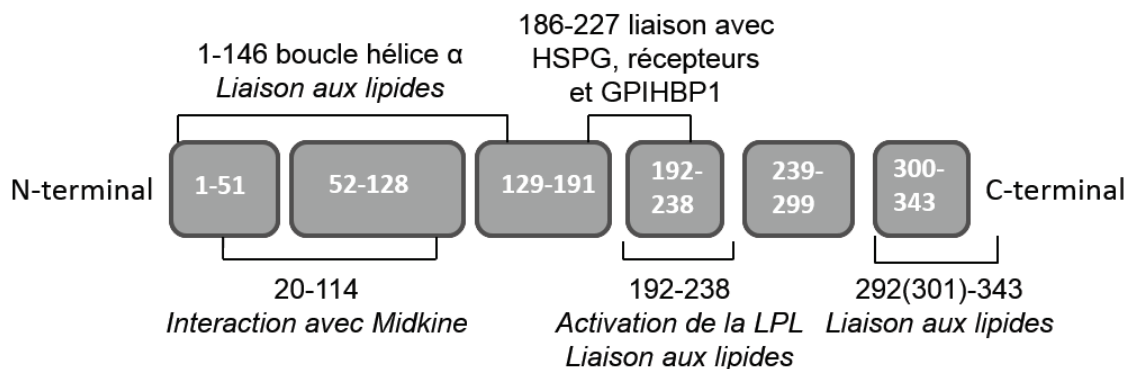 186-227 liaison avec
HSPG, récepteurs
et GPIHBP1
1-146 boucle hélice α
Liaison aux lipides
N-terminal
1-51
52-128
129-191
192-
238
239-
299
300-
343
C-terminal
20-114
Interaction avec Midkine
192-238
Activation de la LPL
Liaison aux lipides
292(301)-343
Liaison aux lipides